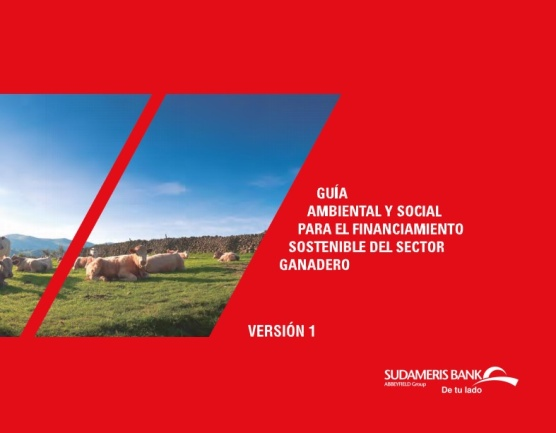 GUÍA
AMBIENTAL Y SOCIAL
PARA EL FINANCIAMIENTO
SOSTENIBLE DEL SECTOR
GANADERO
VERSIÓN 1
SUDAMERIS BANK
ABBEYFIELD Group
De tu lado